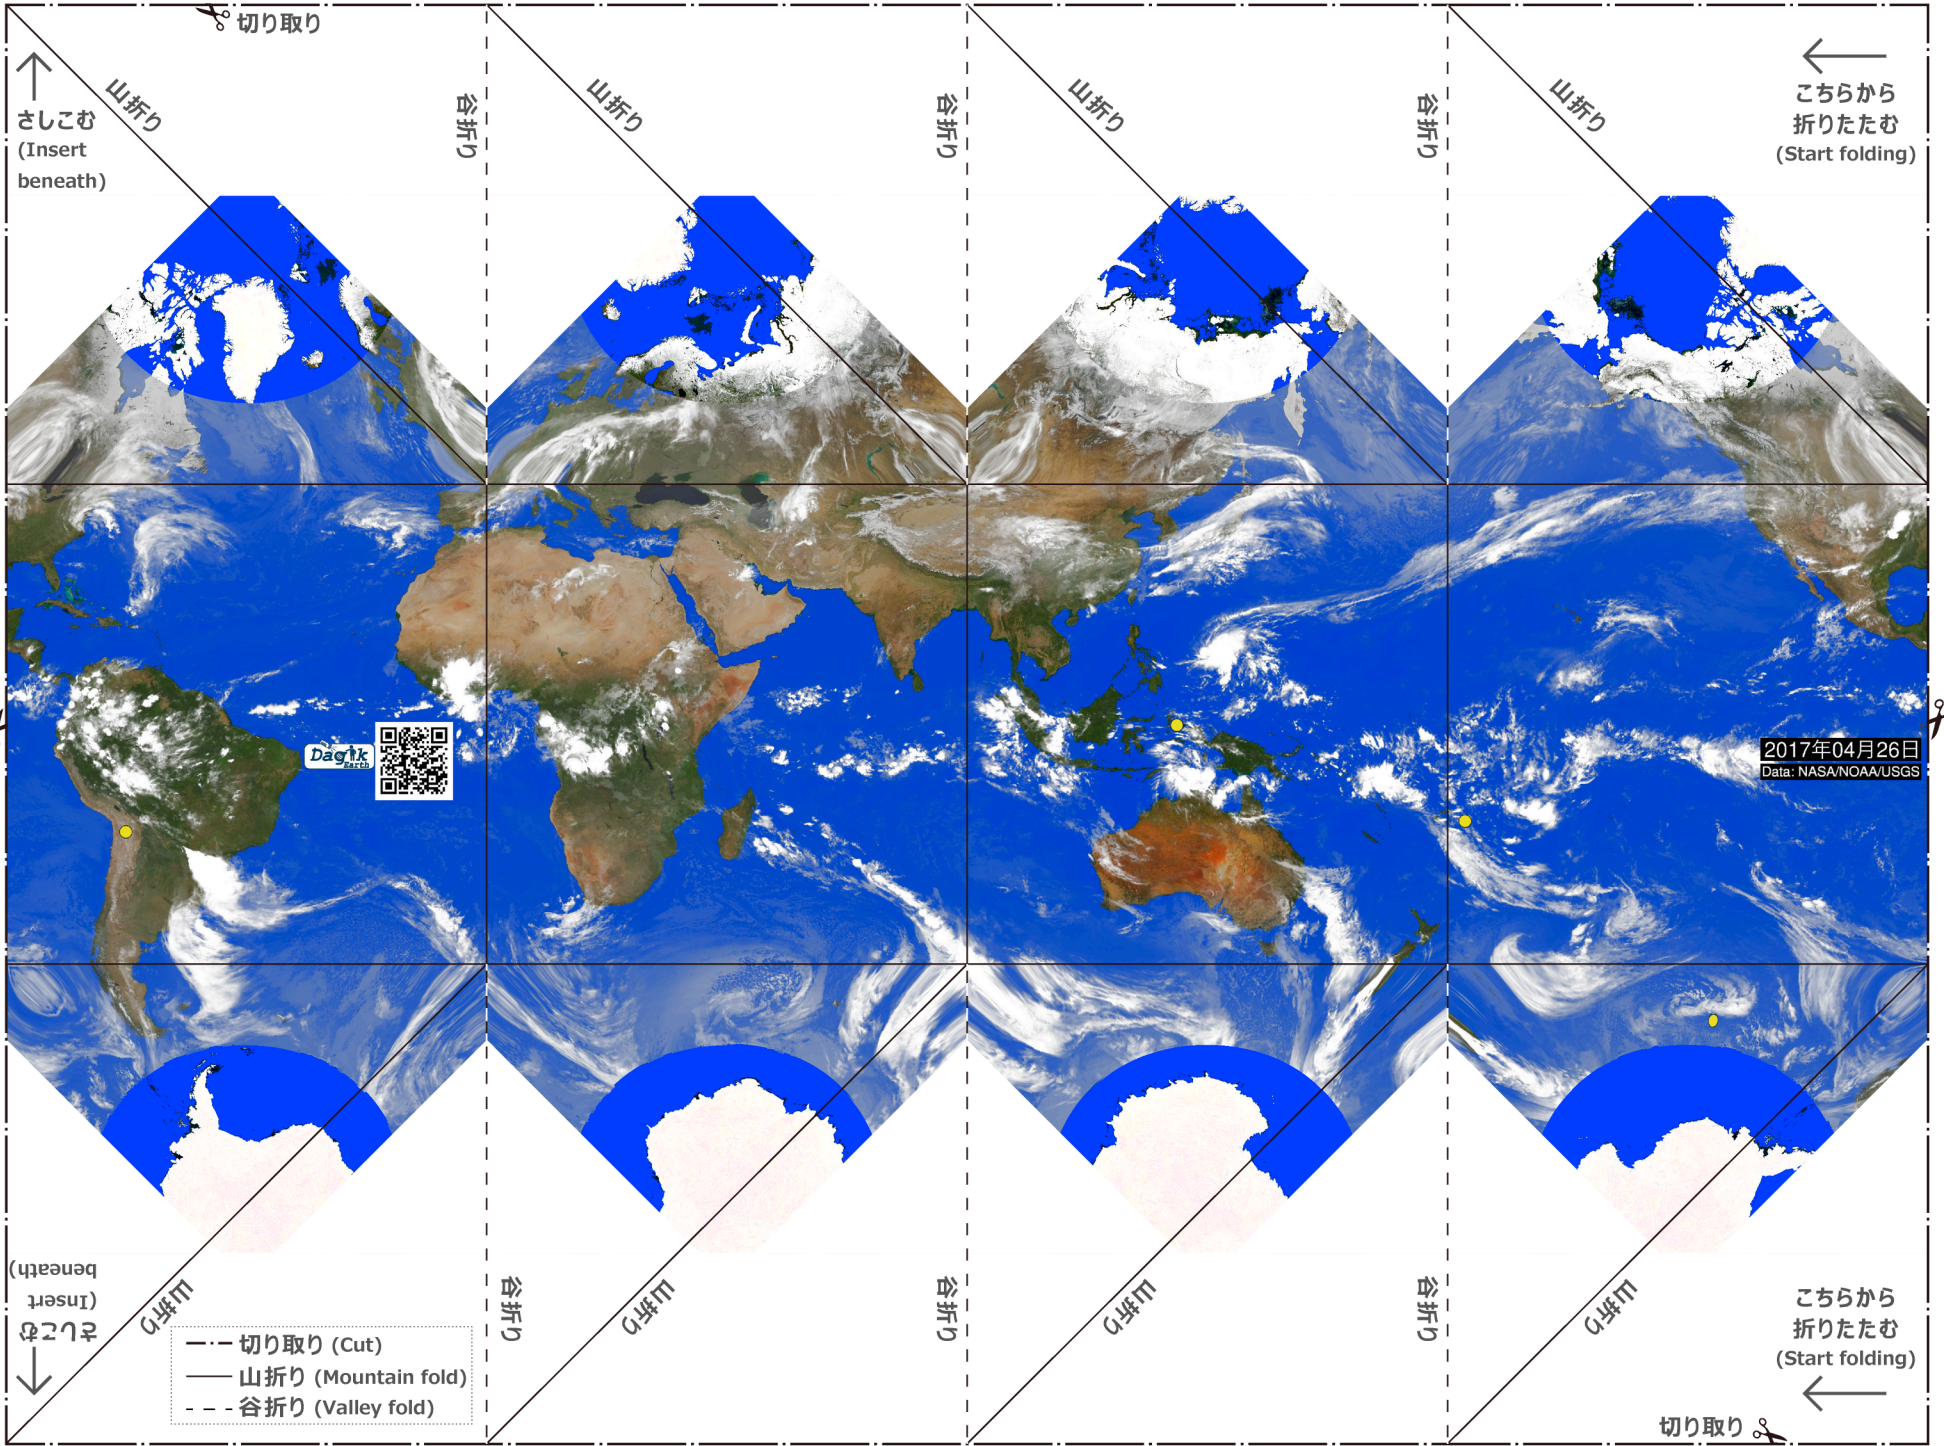 切り取り
山折り
谷折り
山折り
谷折り
山折り
谷折り
山折り
さしこむ
(Insert
beneath)
こちらから
折りたたむ
(Start folding)
Dagik
Earth
2017年04月26日
Data: NASA/NOAA/USGS
さしこむ
(Insert
beneath)
山折り
谷折り
山折り
谷折り
山折り
谷折り
山折り
こちらから
折りたたむ
(Start folding)
切り取り (Cut)
山折り (Mountain fold)
谷折り (Valley fold)
切り取り